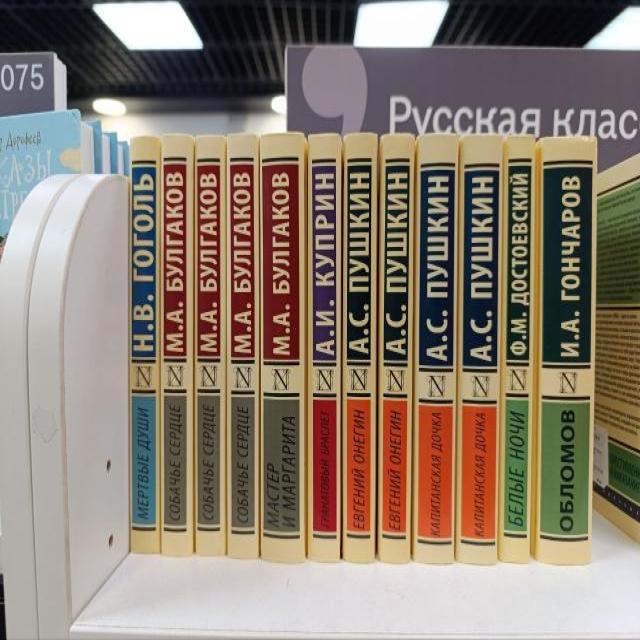 075
Русская клас
Н.В. ГОГОЛЬ
МЕРТВЫЕ ДУШИ
М.А. БУЛГАКОВ
СОБАЧЬЕ СЕРДЦЕ
М.А. БУЛГАКОВ
СОБАЧЬЕ СЕРДЦЕ
М.А. БУЛГАКОВ
СОБАЧЬЕ СЕРДЦЕ
М.А. БУЛГАКОВ
МАСТЕР
И МАРГАРИТА
А.И. КУПРИН
ГРАНАТОВЫЙ БРАСЛЕТ
А.С. ПУШКИН
ЕВГЕНИЙ ОНЕГИН
А.С. ПУШКИН
ЕВГЕНИЙ ОНЕГИН
А.С. ПУШКИН
КАПИТАНСКАЯ ДОЧКА
А.С. ПУШКИН
КАПИТАНСКАЯ ДОЧКА
Ф.М. ДОСТОЕВСКИЙ
БЕЛЫЕ НОЧИ
И.А. ГОНЧАРОВ
ОБЛОМОВ